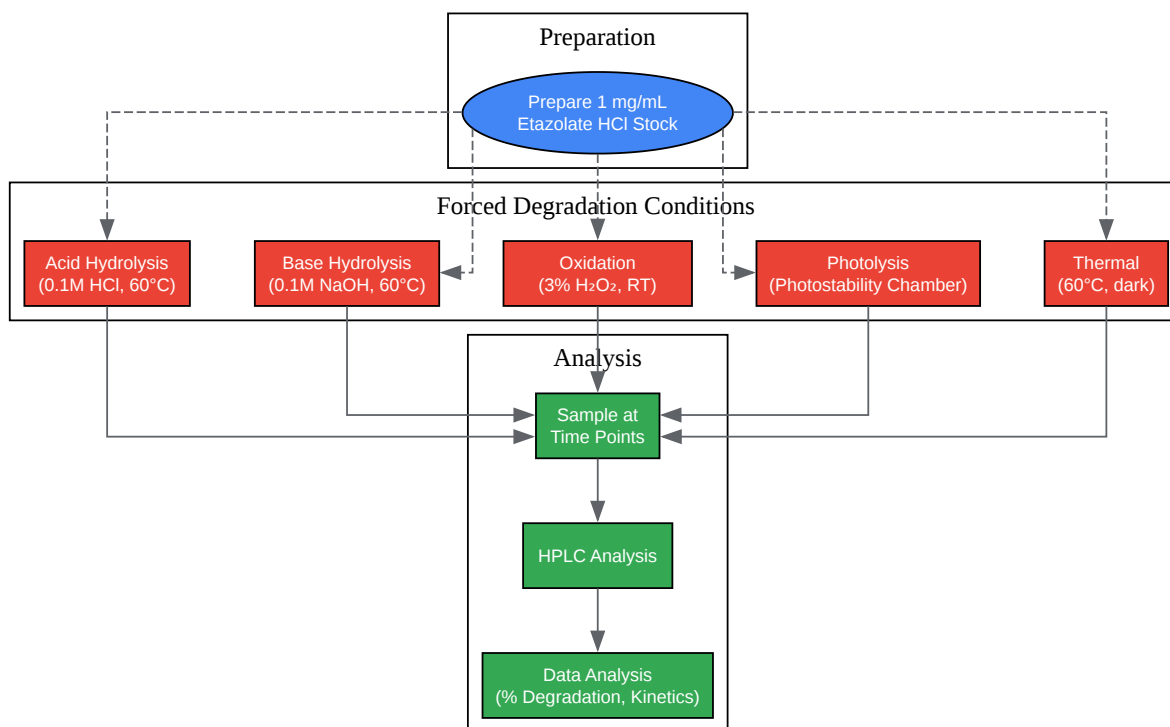 Preparation
Prepare 1 mg/mL
Etazolate HCl Stock
Forced Degradation Conditions
Acid Hydrolysis
(0.1M HCl, 60°C)
Base Hydrolysis
(0.1M NaOH, 60°C)
Oxidation
(3% H₂O₂, RT)
Photolysis
(Photostability Chamber)
Thermal
(60°C, dark)
Analysis
Sample at
Time Points
HPLC Analysis
Data Analysis
(% Degradation, Kinetics)